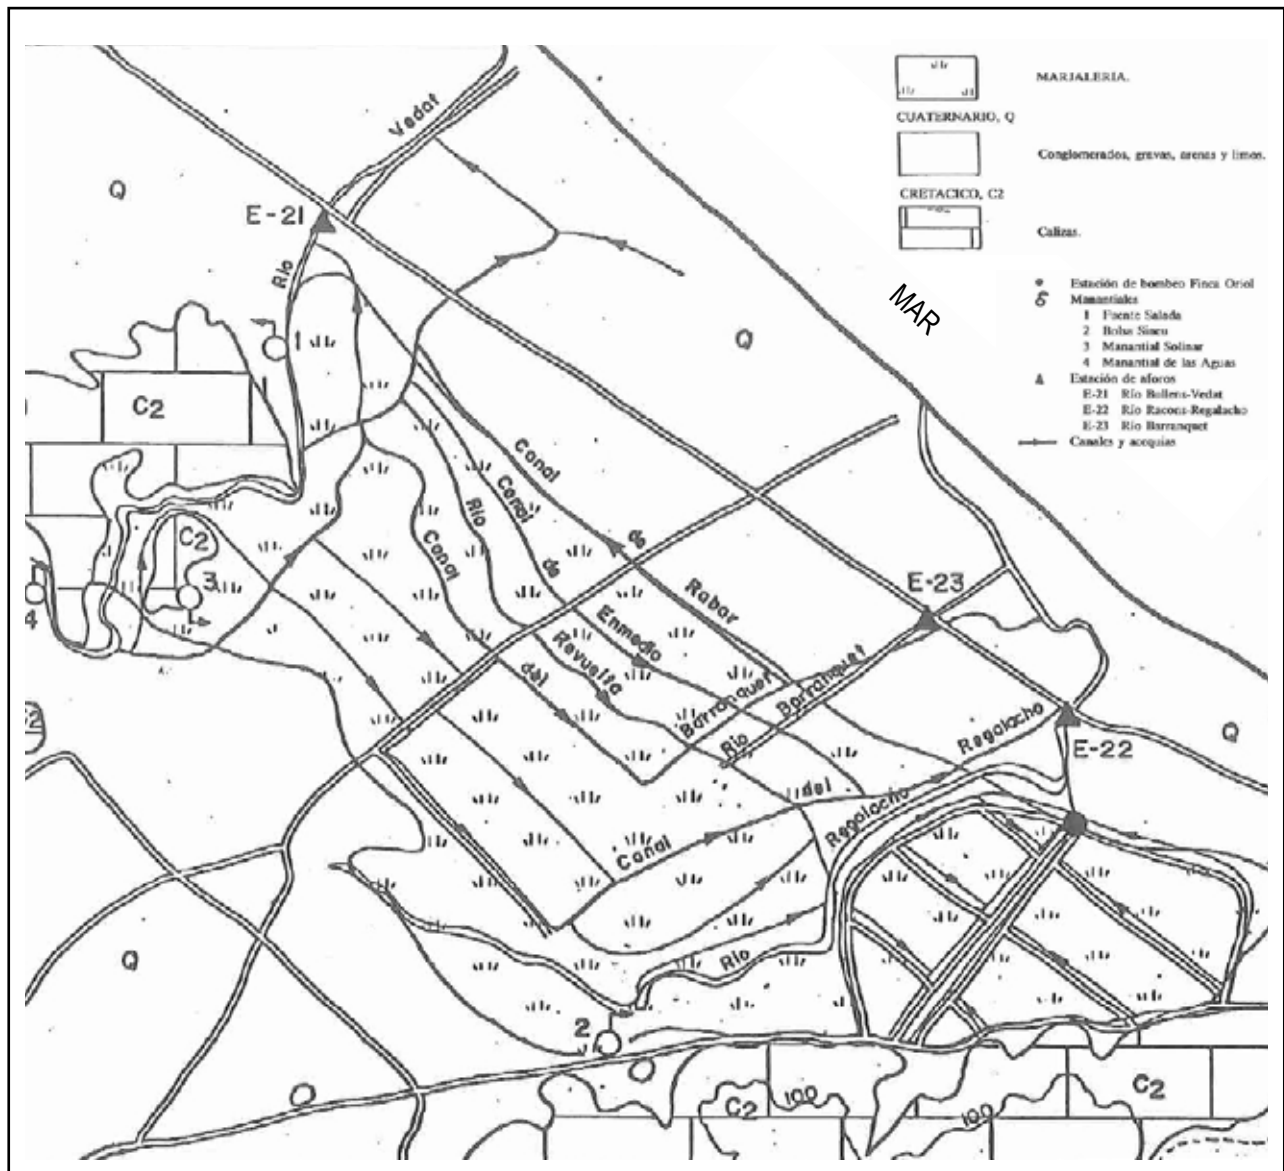 MARJALERIA.
CUATERNARIO, Q
Conglomerados, gravas, arenas y limos.
CRETACICO, C2
Calizas.
Estación de bombeo Finca Oriol
Manantiales
1 Fuente Salada
2 Bolus Sineu
3 Manantial Solinar
4 Manantial de las Aguas
Estación de aforos
E-21 Río Bullens-Vedat
E-22 Río Racons-Regalacho
E-23 Río Barranquet
Canales y acequias
MAR
Vedat
Río
Q
E-21
1
Q
C2
C2
3
4
Canal de Rabar
Canal de Enmedio
Río Revuelta
Canal del Barranquet
Río Barranquet
E-23
Canal del Regalacho
E-22
Q
Río Regalacho
Q
2
C2
100
100
C2